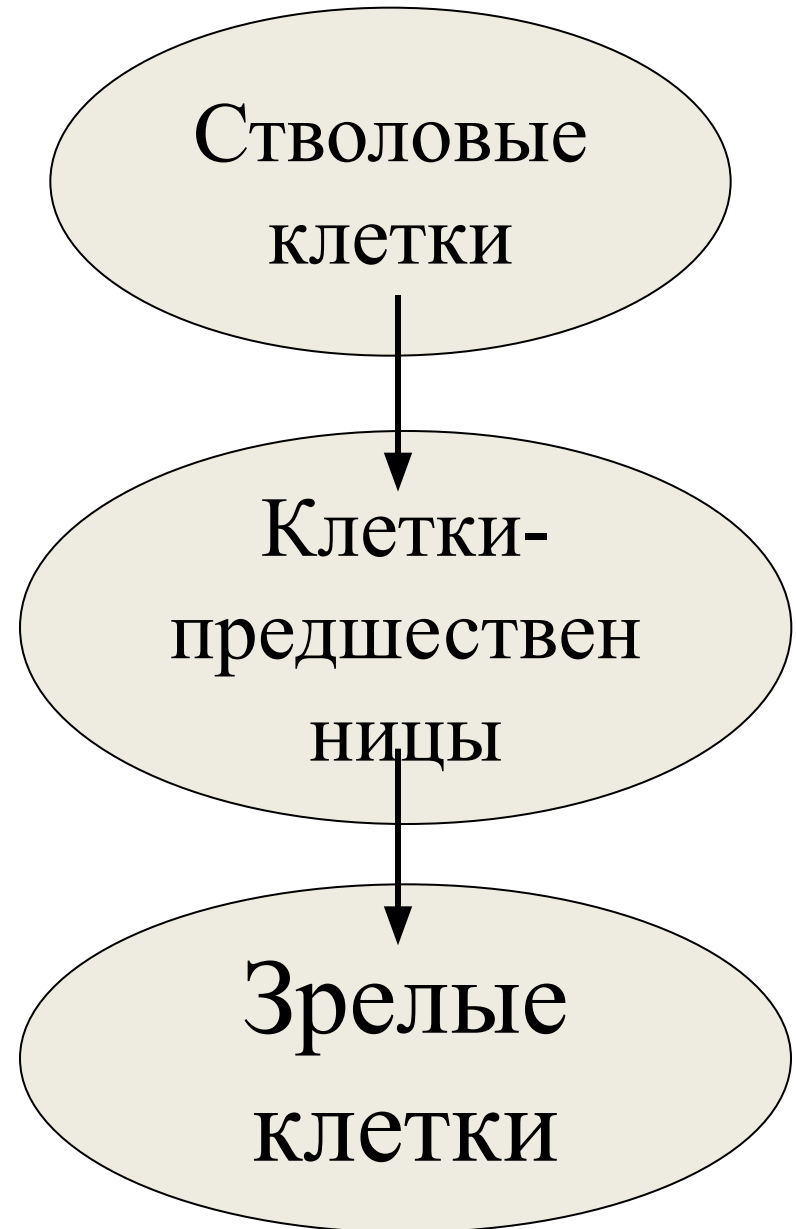 Стволовые
клетки
Клетки-
предшествен
ницы
Зрелые
клетки